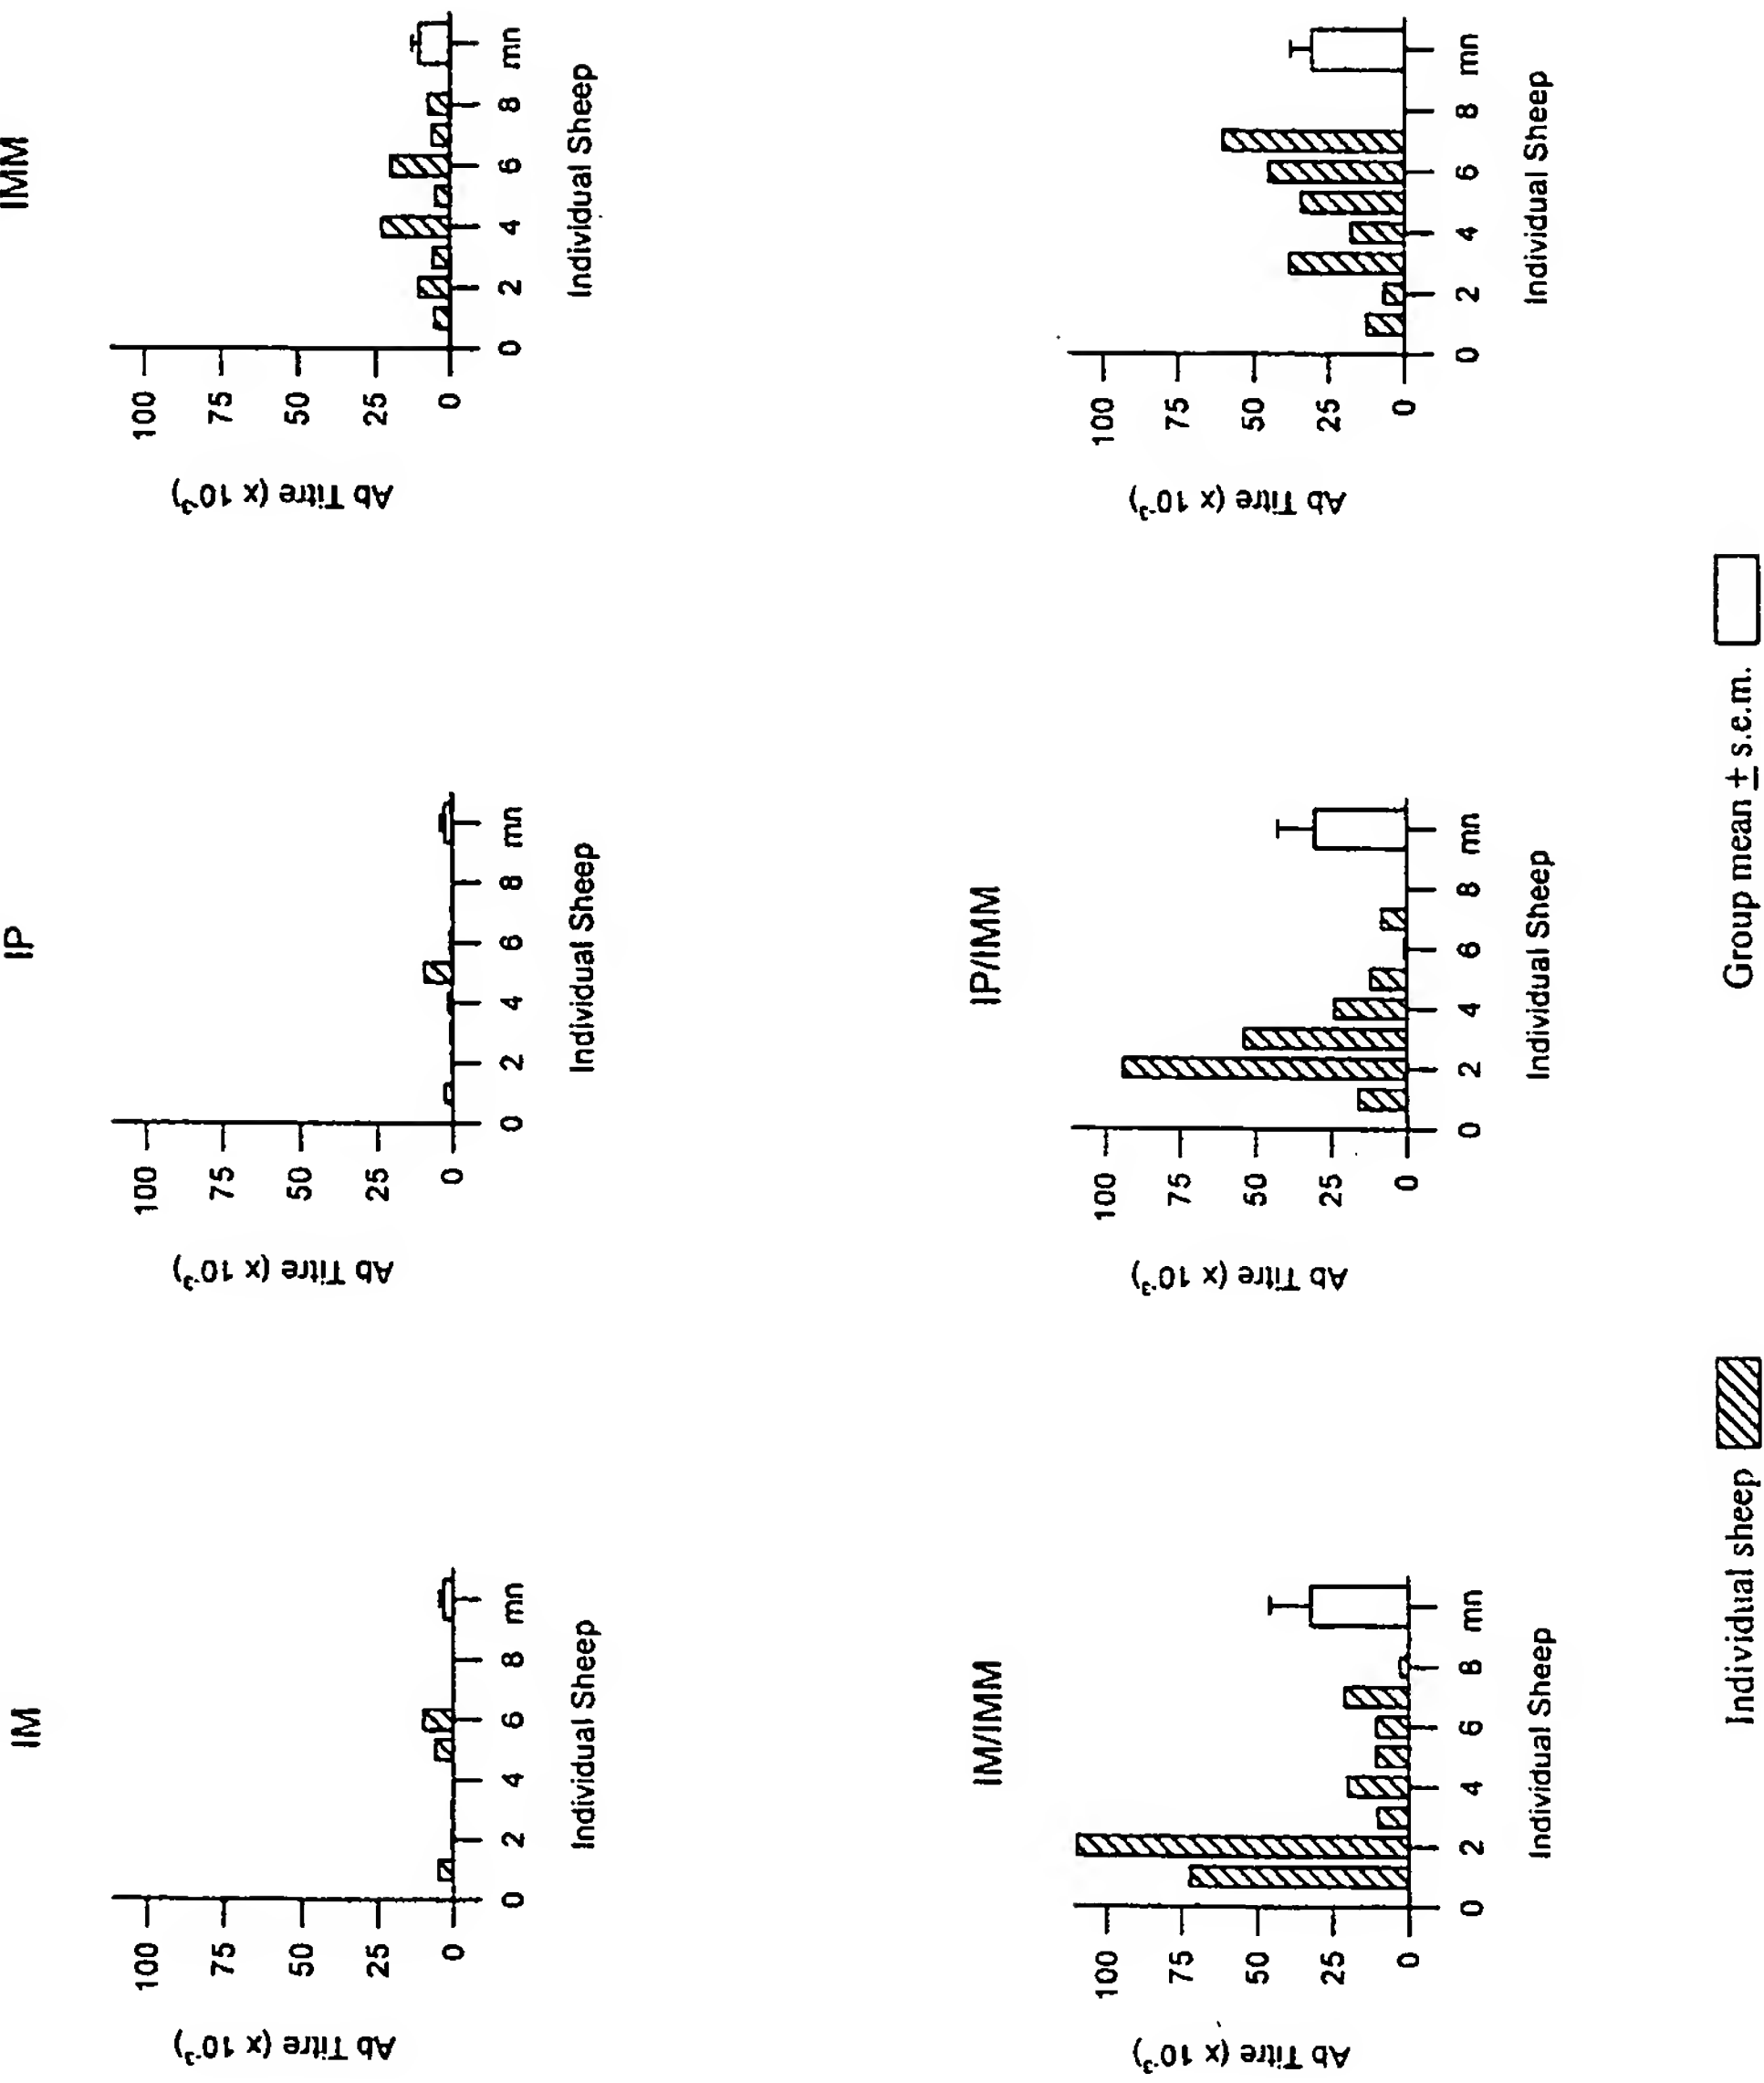 IM
Ab Titre (x 10⁻³)
100
75
50
25
0
0 2 4 6 8 mn
Individual Sheep
IP
Ab Titre (x 10⁻³)
100
75
50
25
0
0 2 4 6 8 mn
Individual Sheep
IMM
Ab Titre (x 10⁻³)
100
75
50
25
0
0 2 4 6 8 mn
Individual Sheep
IM/IMM
Ab Titre (x 10⁻³)
100
75
50
25
0
0 2 4 6 8 mn
Individual Sheep
IP/IMM
Ab Titre (x 10⁻³)
100
75
50
25
0
0 2 4 6 8 mn
Individual Sheep
Ab Titre (x 10⁻³)
100
75
50
25
0
0 2 4 6 8 mn
Individual Sheep
Individual sheep
Group mean ± s.e.m.